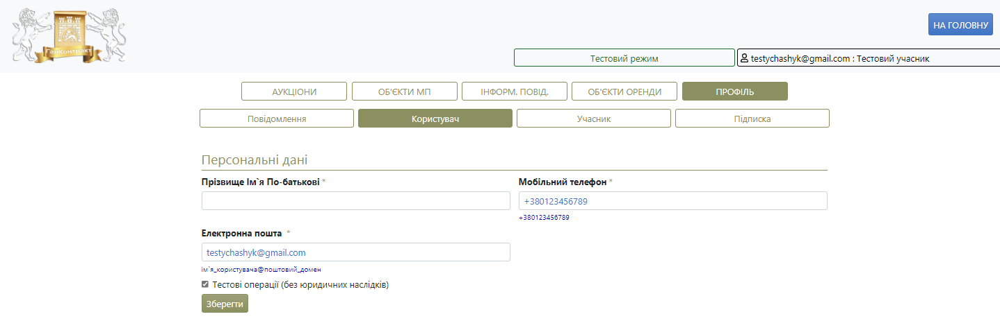 ГалКонтракт
НА ГОЛОВНУ
Тестовий режим
testychashyk@gmail.com : Тестовий учасник
АУКЦІОНИ
ОБ'ЄКТИ МП
ІНФОРМ. ПОВІД.
ОБ'ЄКТИ ОРЕНДИ
ПРОФІЛЬ
Повідомлення
Користувач
Учасник
Підписка
Персональні дані
Прізвище Ім`я По-батькові *
Мобільний телефон *
+380123456789
+380123456789
Електронна пошта *
testychashyk@gmail.com
ім`я_користувача@поштовий_домен
Тестові операції (без юридичних наслідків)
Зберегти